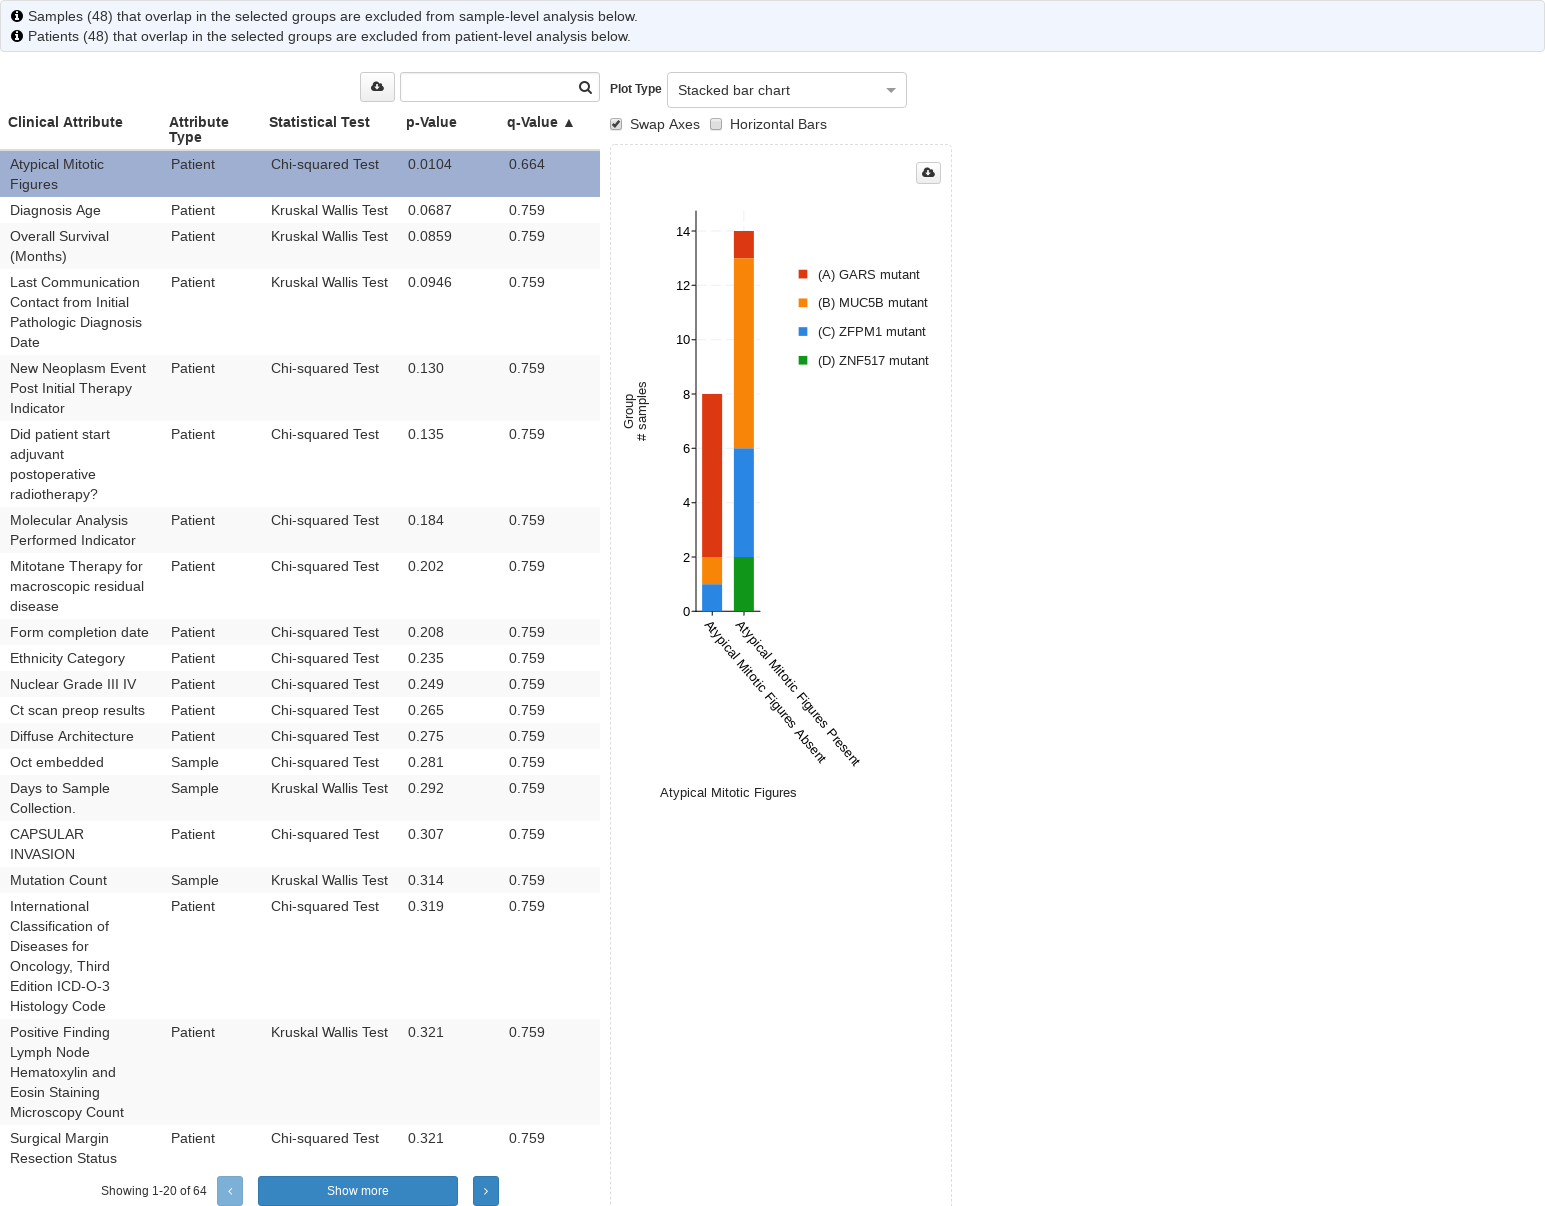 Samples (48) that overlap in the selected groups are excluded from sample-level analysis below.
Patients (48) that overlap in the selected groups are excluded from patient-level analysis below.
Plot Type
Stacked bar chart
Swap Axes
Horizontal Bars
Clinical Attribute
Attribute
Type
Statistical Test
p-Value
q-Value ▲
Atypical Mitotic
Figures
Patient
Chi-squared Test
0.0104
0.664
Diagnosis Age
Patient
Kruskal Wallis Test
0.0687
0.759
Overall Survival
(Months)
Patient
Kruskal Wallis Test
0.0859
0.759
Last Communication
Contact from Initial
Pathologic Diagnosis
Date
Patient
Kruskal Wallis Test
0.0946
0.759
New Neoplasm Event
Post Initial Therapy
Indicator
Patient
Chi-squared Test
0.130
0.759
Did patient start
adjuvant
postoperative
radiotherapy?
Patient
Chi-squared Test
0.135
0.759
Molecular Analysis
Performed Indicator
Patient
Chi-squared Test
0.184
0.759
Mitotane Therapy for
macroscopic residual
disease
Patient
Chi-squared Test
0.202
0.759
Form completion date
Patient
Chi-squared Test
0.208
0.759
Ethnicity Category
Patient
Chi-squared Test
0.235
0.759
Nuclear Grade III IV
Patient
Chi-squared Test
0.249
0.759
Ct scan preop results
Patient
Chi-squared Test
0.265
0.759
Diffuse Architecture
Patient
Chi-squared Test
0.275
0.759
Oct embedded
Sample
Chi-squared Test
0.281
0.759
Days to Sample
Collection.
Sample
Kruskal Wallis Test
0.292
0.759
CAPSULAR
INVASION
Patient
Chi-squared Test
0.307
0.759
Mutation Count
Sample
Kruskal Wallis Test
0.314
0.759
International
Classification of
Diseases for
Oncology, Third
Edition ICD-O-3
Histology Code
Patient
Chi-squared Test
0.319
0.759
Positive Finding
Lymph Node
Hematoxylin and
Eosin Staining
Microscopy Count
Patient
Kruskal Wallis Test
0.321
0.759
Surgical Margin
Resection Status
Patient
Chi-squared Test
0.321
0.759
Showing 1-20 of 64
‹
Show more
›
14
12
10
8
6
4
2
0
Group
# samples
(A) GARS mutant
(B) MUC5B mutant
(C) ZFPM1 mutant
(D) ZNF517 mutant
Atypical Mitotic Figures Absent
Atypical Mitotic Figures Present
Atypical Mitotic Figures